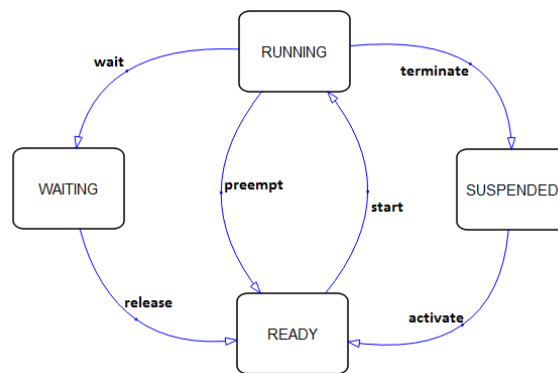 RUNNING
wait
terminate
WAITING
preempt
start
SUSPENDED
release
activate
READY